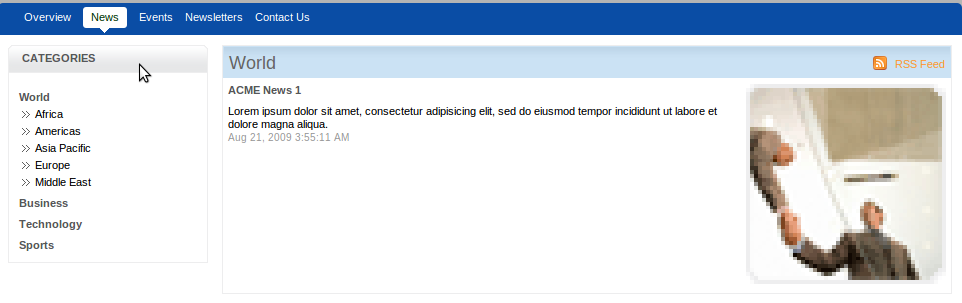 Overview News Events Newsletters Contact Us
CATEGORIES
World
Africa
Americas
Asia Pacific
Europe
Middle East
Business
Technology
Sports
World
RSS Feed
ACME News 1
Lorem ipsum dolor sit amet, consectetur adipisicing elit, sed do eiusmod tempor incididunt ut labore et
dolore magna aliqua.
Aug 21, 2009 3:55:11 AM